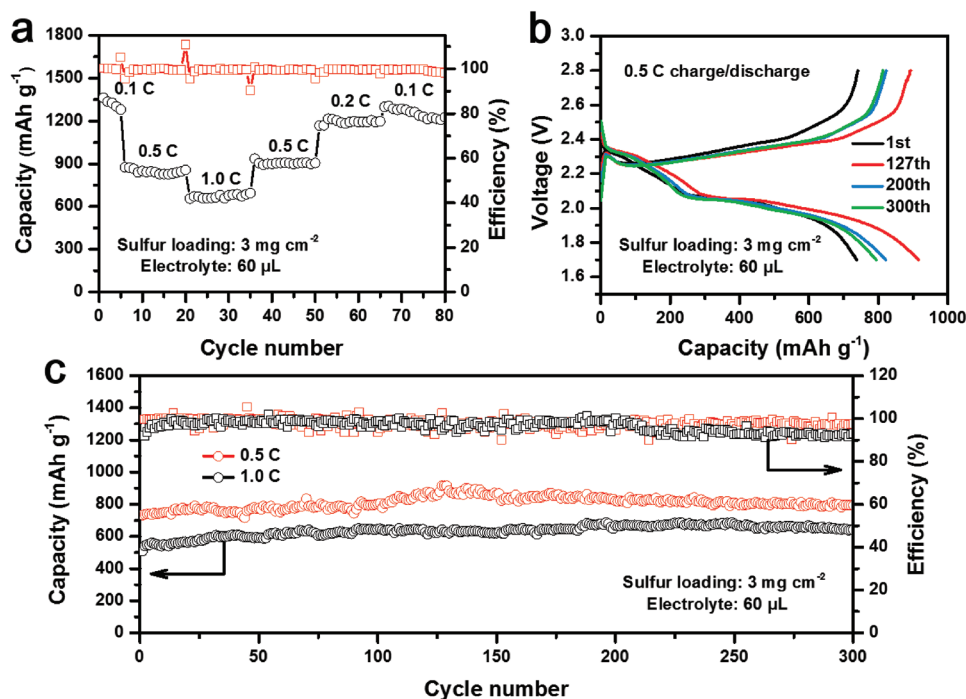 a
1800
1500
1200
900
600
300
0
Capacity (mAh g⁻¹)
0.1 C
0.5 C
1.0 C
0.5 C
0.2 C
0.1 C
Sulfur loading: 3 mg cm⁻²
Electrolyte: 60 µL
100
80
60
40
20
0
Efficiency (%)
0 10 20 30 40 50 60 70 80
Cycle number
b
3.0
2.8
2.6
2.4
2.2
2.0
1.8
1.6
Voltage (V)
0.5 C charge/discharge
1st
127th
200th
300th
Sulfur loading: 3 mg cm⁻²
Electrolyte: 60 µL
0 200 400 600 800 1000
Capacity (mAh g⁻¹)
c
1600
1400
1200
1000
800
600
400
200
0
Capacity (mAh g⁻¹)
0.5 C
1.0 C
Sulfur loading: 3 mg cm⁻²
Electrolyte: 60 µL
120
100
80
60
40
20
0
Efficiency (%)
0 50 100 150 200 250 300
Cycle number